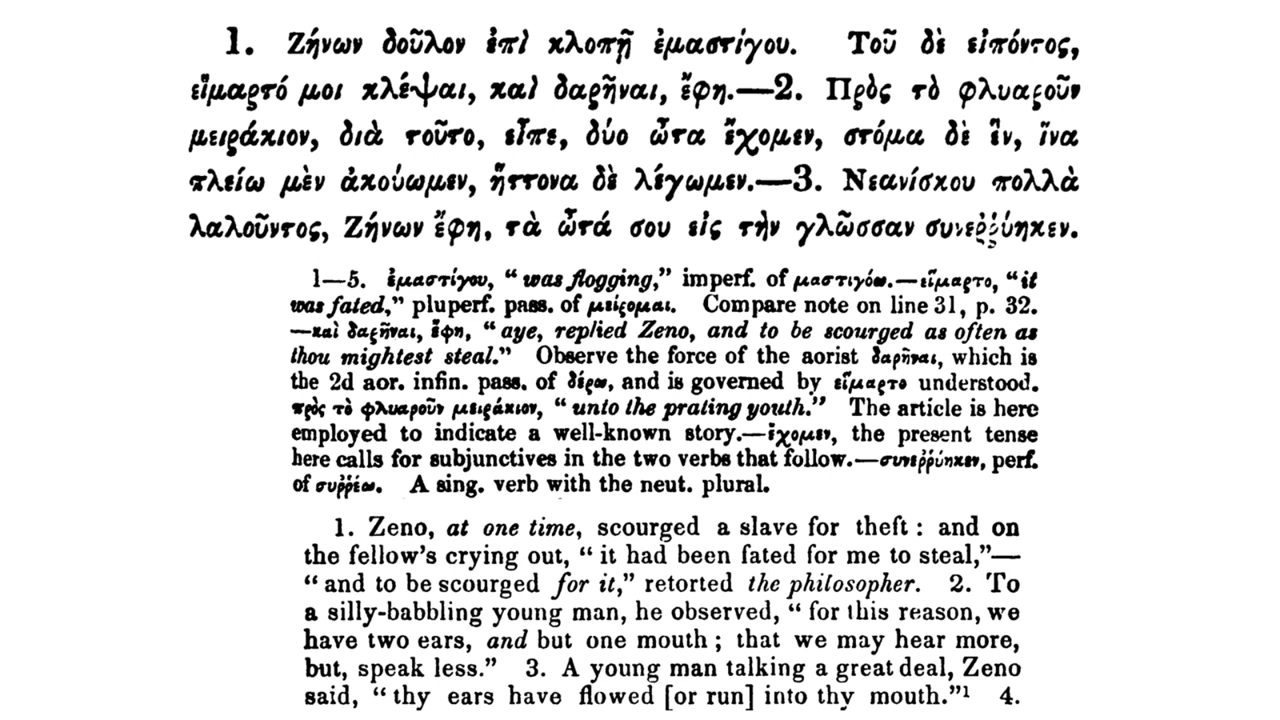 1. Ζήνων δοῦλον ἐπὶ κλοπῇ ἐμαστίγου. Τοῦ δὲ εἰπόντος,
εἵμαρτό μοι κλέψαι, καὶ δαρῆναι, ἔφη.—2. Πρὸς τὸ φλυαροῦν
μειράκιον, διὰ τοῦτο, εἶπε, δύο ὦτα ἔχομεν, στόμα δὲ ἓν, ἵνα
πλείω μὲν ἀκούωμεν, ἥττονα δὲ λέγωμεν.—3. Νεανίσκου πολλὰ
λαλοῦντος, Ζήνων ἔφη, τὰ ὦτά σου εἰς τὴν γλῶσσαν συνεῤῥύηκεν.
1—5. ἐμαστίγου, “was flogging,” imperf. of μαστιγόω.—εἵμαρτο, “it
was fated,” pluperf. pass. of μείρομαι. Compare note on line 31, p. 32.
—καὶ δαρῆναι, ἔφη, “aye, replied Zeno, and to be scourged as often as
thou mightest steal.” Observe the force of the aorist δαρῆναι, which is
the 2d aor. infin. pass. of δέρω, and is governed by εἵμαρτο understood.
πρὸς τὸ φλυαροῦν μειράκιον, “unto the prating youth.” The article is here
employed to indicate a well-known story.—ἔχομεν, the present tense
here calls for subjunctives in the two verbs that follow.—συνεῤῥύηκεν, perf.
of συῤῥέω. A sing. verb with the neut. plural.
1. Zeno, at one time, scourged a slave for theft : and on
the fellow’s crying out, “ it had been fated for me to steal,”—
“ and to be scourged for it,” retorted the philosopher. 2. To
a silly-babbling young man, he observed, “ for this reason, we
have two ears, and but one mouth ; that we may hear more,
but, speak less.” 3. A young man talking a great deal, Zeno
said, “ thy ears have flowed [or run] into thy mouth.”¹ 4.